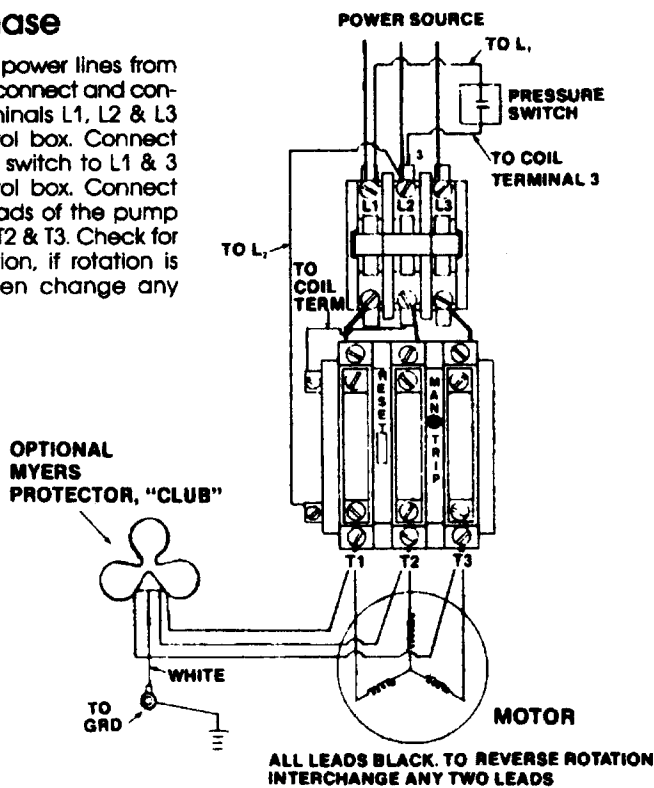 ase
power lines from
connect and con-
minals L1, L2 & L3
rol box. Connect
switch to L1 & 3
rol box. Connect
ads of the pump
T2 & T3. Check for
ion, if rotation is
en change any
POWER SOURCE
TO L1
PRESSURE
SWITCH
3
TO COIL
TERMINAL 3
L1 L2 L3
TO L2
TO
COIL
TERM
RESET
MAN
TRIP
OPTIONAL
MYERS
PROTECTOR, "CLUB"
T1 T2 T3
WHITE
TO
GRD
MOTOR
ALL LEADS BLACK. TO REVERSE ROTATION
INTERCHANGE ANY TWO LEADS